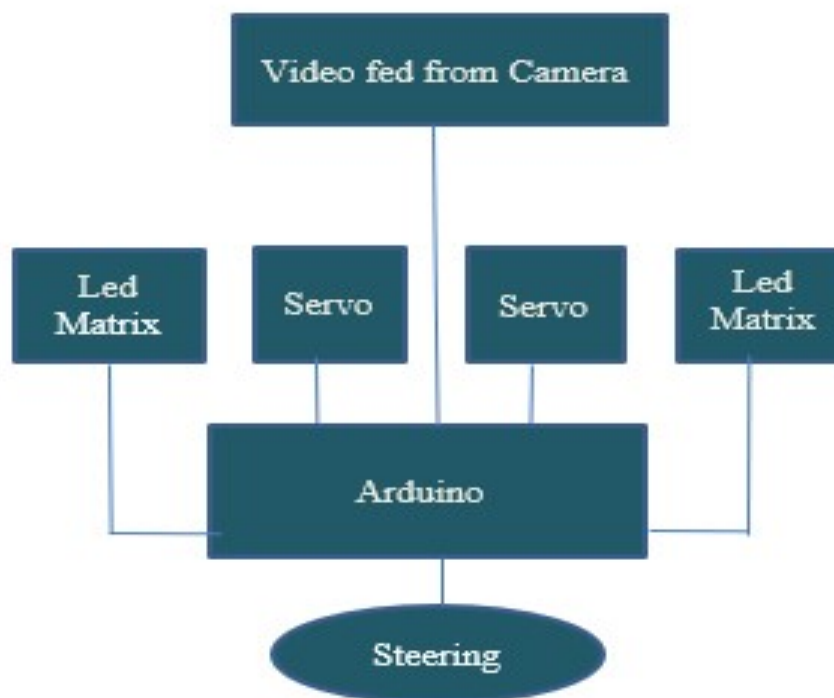 Video fed from Camera
Led
Matrix
Servo
Servo
Led
Matrix
Arduino
Steering